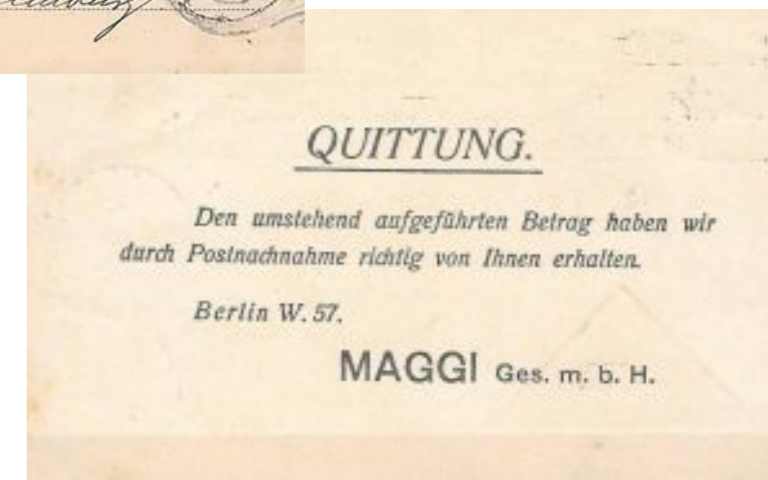 QUITTUNG.
Den umstehend aufgeführten Betrag haben wir
durch Postnachnahme richtig von Ihnen erhalten.
Berlin W. 57.
MAGGI Ges. m. b. H.